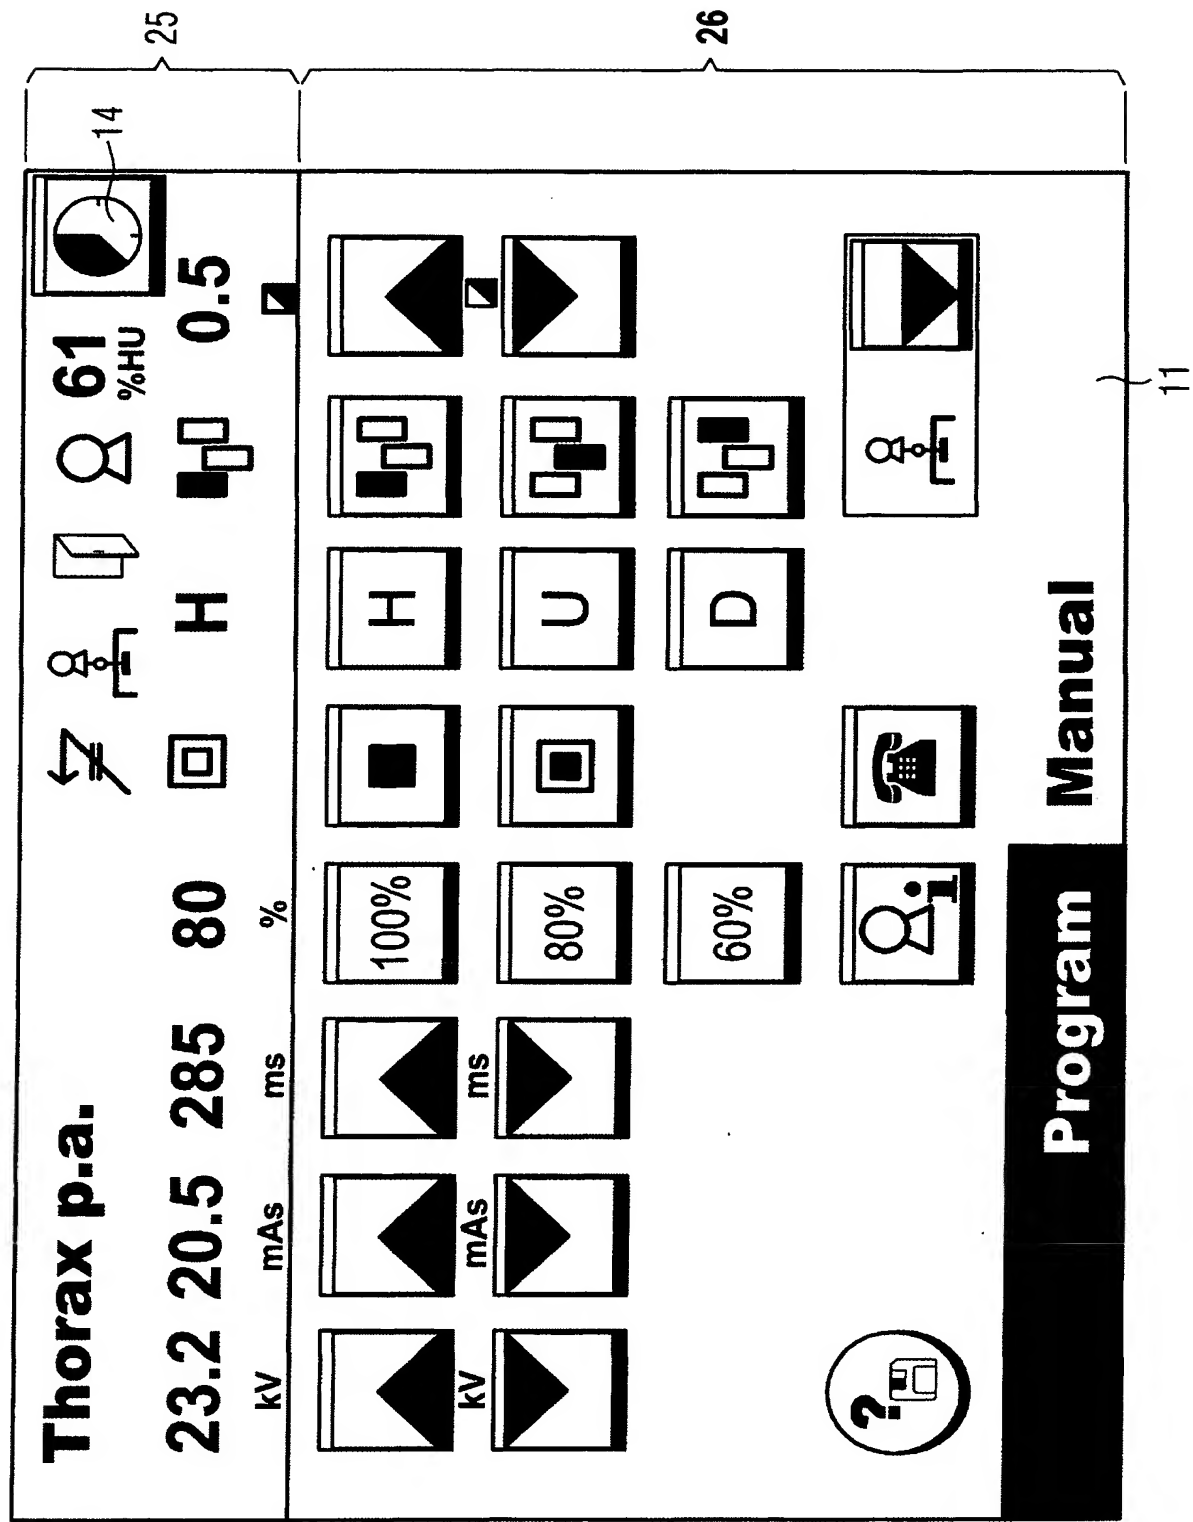 25
26
14
Thorax p.a.
61
%HU
23.2 20.5 285 80 H 0.5
kV mAs ms %
100% H
kV mAs ms
80% U
60% D
i
?
11
Program Manual